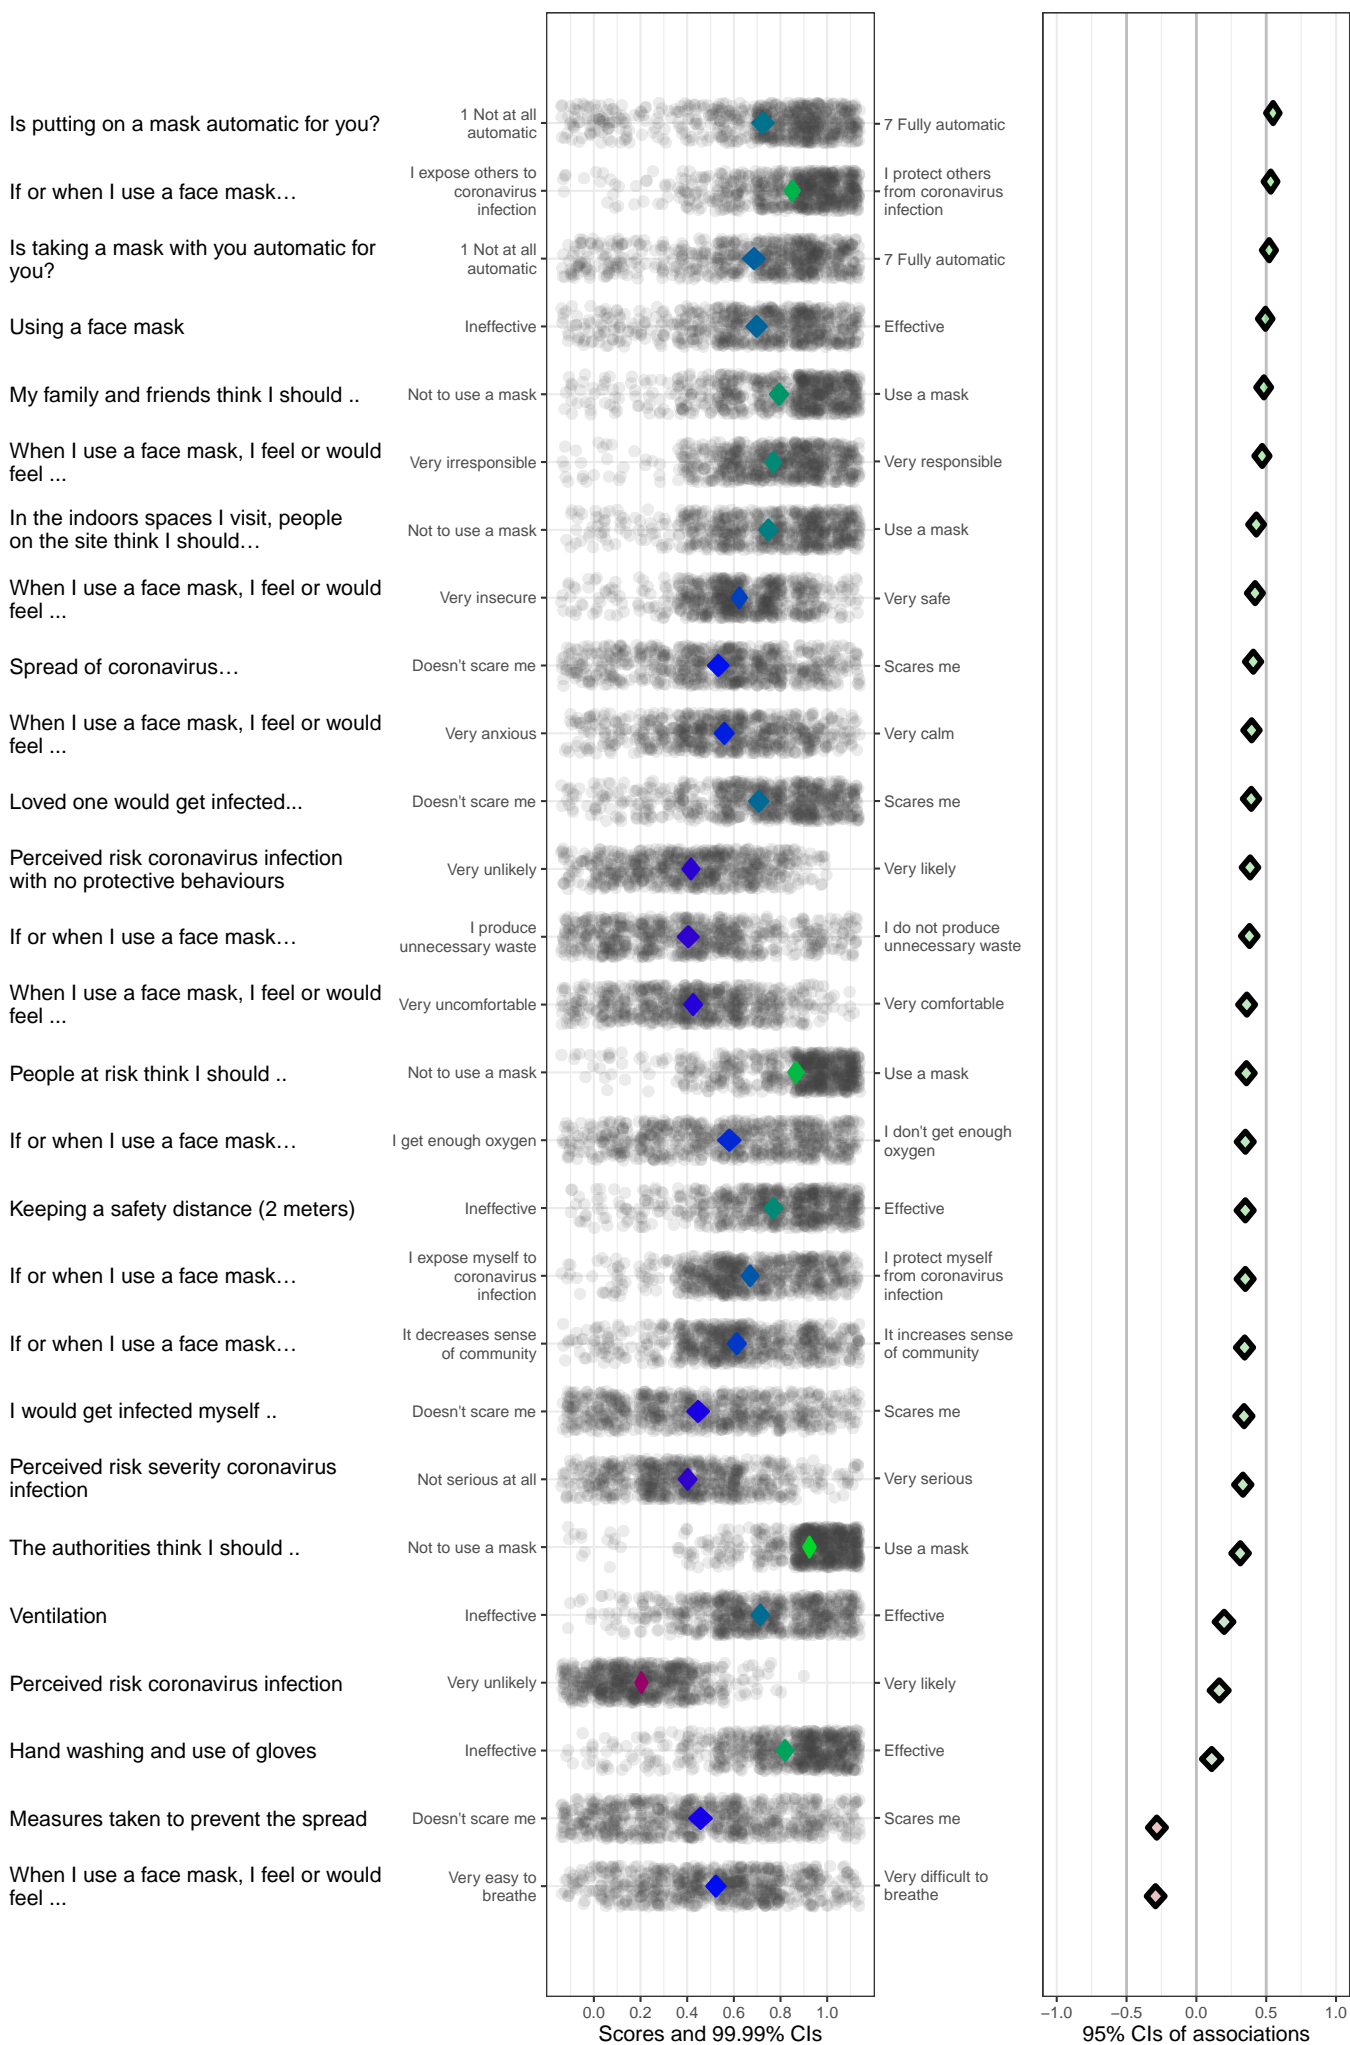 Is putting on a mask automatic for you?
1 Not at all
automatic
7 Fully automatic
If or when I use a face mask…
I expose others to
coronavirus
infection
I protect others
from coronavirus
infection
Is taking a mask with you automatic for
you?
1 Not at all
automatic
7 Fully automatic
Using a face mask
Ineffective
Effective
My family and friends think I should ..
Not to use a mask
Use a mask
When I use a face mask, I feel or would
feel ...
Very irresponsible
Very responsible
In the indoors spaces I visit, people
on the site think I should…
Not to use a mask
Use a mask
When I use a face mask, I feel or would
feel ...
Very insecure
Very safe
Spread of coronavirus…
Doesn't scare me
Scares me
When I use a face mask, I feel or would
feel ...
Very anxious
Very calm
Loved one would get infected...
Doesn't scare me
Scares me
Perceived risk coronavirus infection
with no protective behaviours
Very unlikely
Very likely
If or when I use a face mask…
I produce
unnecessary waste
I do not produce
unnecessary waste
When I use a face mask, I feel or would
feel ...
Very uncomfortable
Very comfortable
People at risk think I should ..
Not to use a mask
Use a mask
If or when I use a face mask…
I get enough oxygen
I don't get enough
oxygen
Keeping a safety distance (2 meters)
Ineffective
Effective
If or when I use a face mask…
I expose myself to
coronavirus
infection
I protect myself
from coronavirus
infection
If or when I use a face mask…
It decreases sense
of community
It increases sense
of community
I would get infected myself ..
Doesn't scare me
Scares me
Perceived risk severity coronavirus
infection
Not serious at all
Very serious
The authorities think I should ..
Not to use a mask
Use a mask
Ventilation
Ineffective
Effective
Perceived risk coronavirus infection
Very unlikely
Very likely
Hand washing and use of gloves
Ineffective
Effective
Measures taken to prevent the spread
Doesn't scare me
Scares me
When I use a face mask, I feel or would
feel ...
Very easy to
breathe
Very difficult to
breathe
0.0 0.2 0.4 0.6 0.8 1.0
Scores and 99.99% CIs
−1.0 −0.5 0.0 0.5 1.0
95% CIs of associations